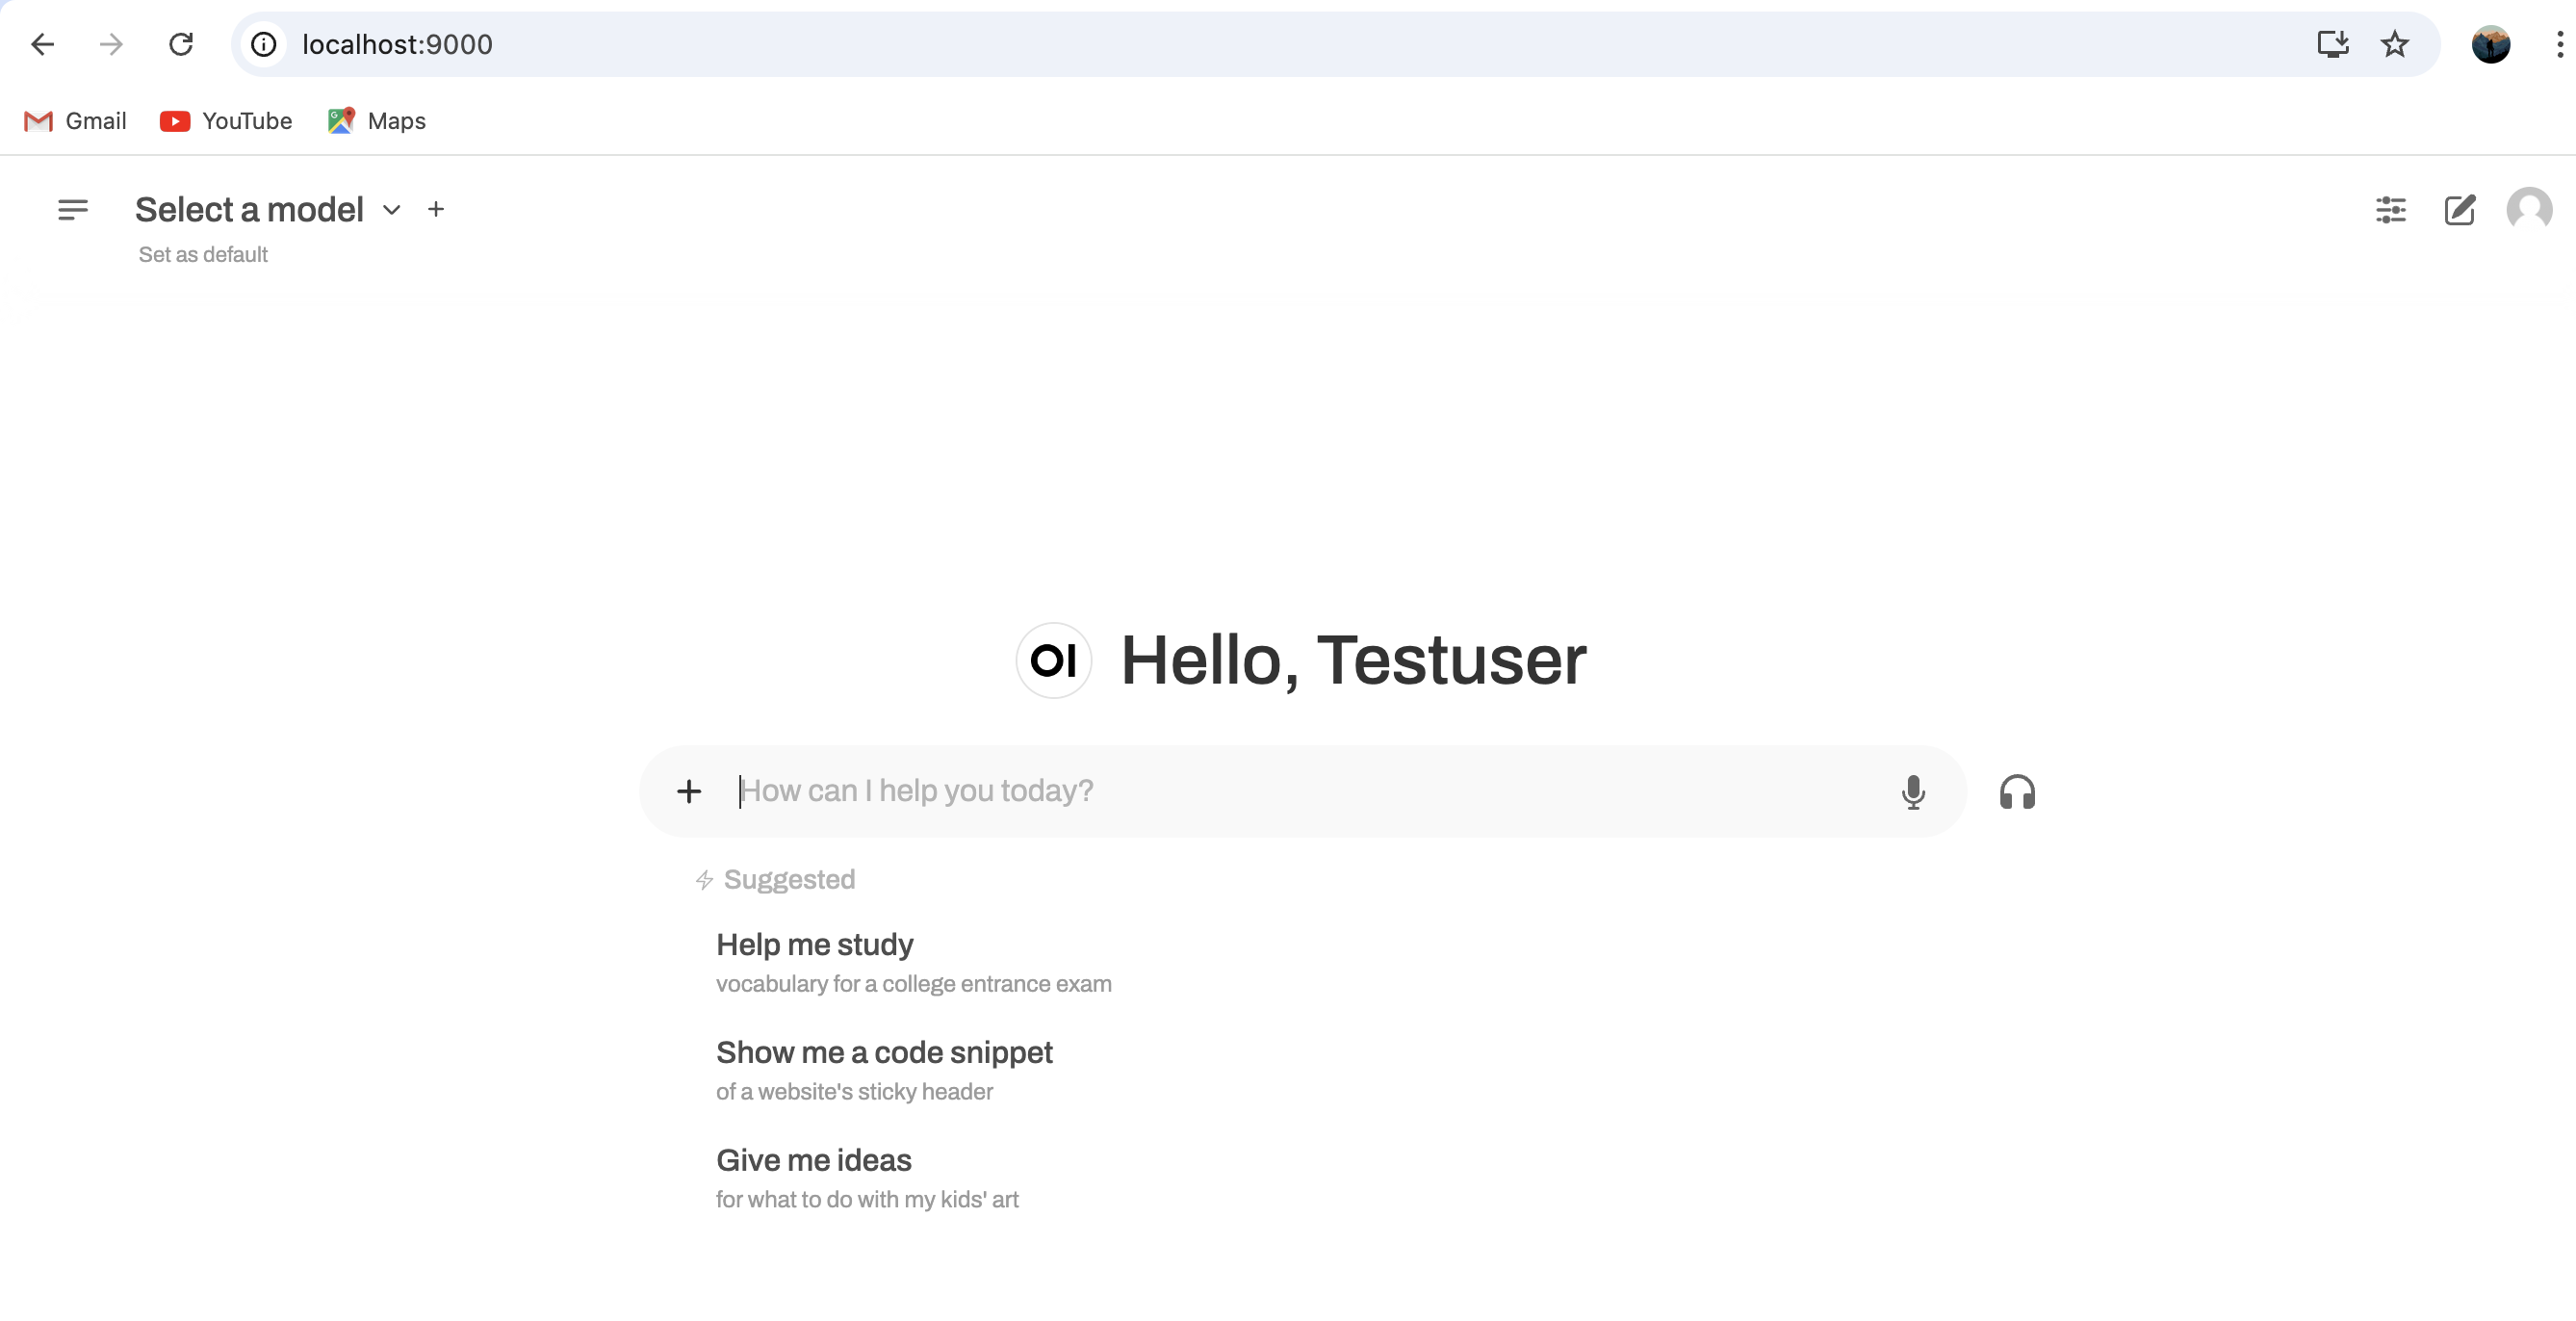 localhost:9000
Gmail YouTube Maps
Select a model
Set as default
OI Hello, Testuser
How can I help you today?
Suggested
Help me study
vocabulary for a college entrance exam
Show me a code snippet
of a website's sticky header
Give me ideas
for what to do with my kids' art